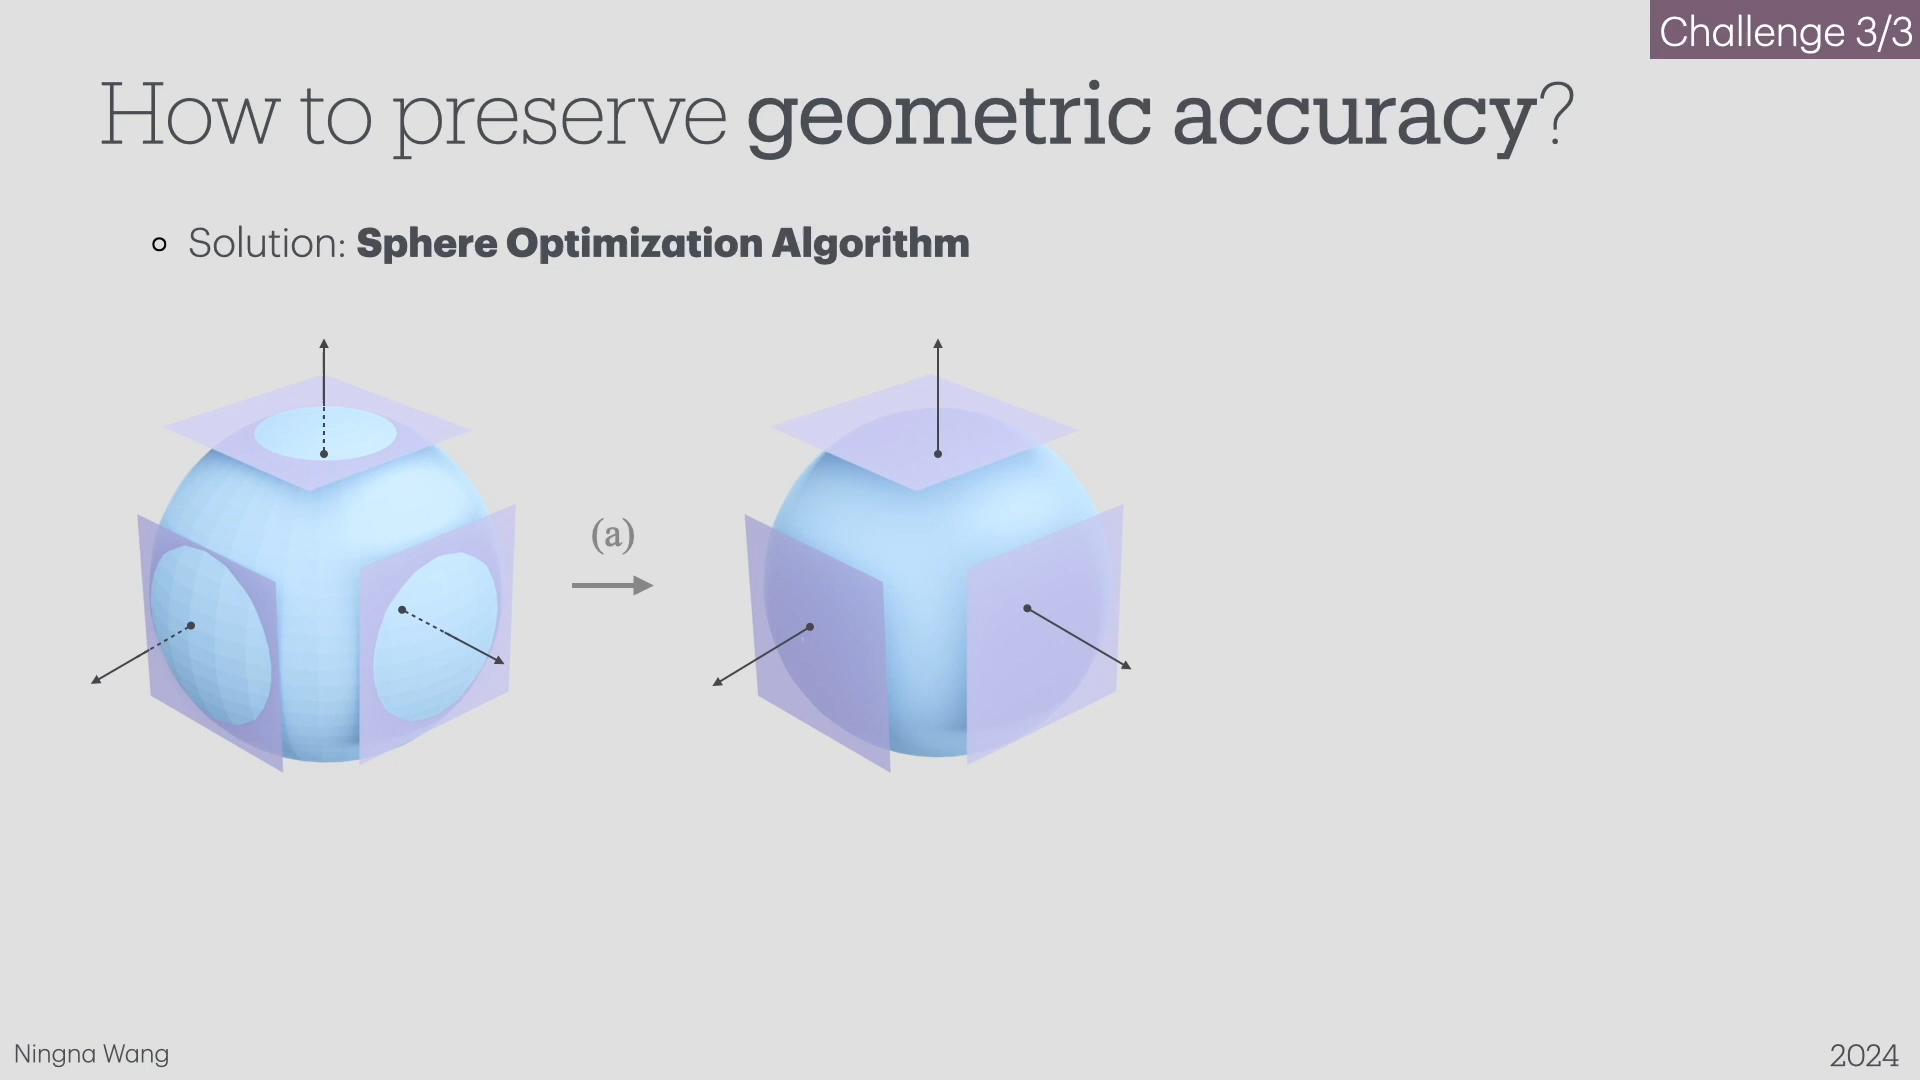 Challenge 3/3
How to preserve geometric accuracy?
Solution: Sphere Optimization Algorithm
(a)
Ningna Wang
2024